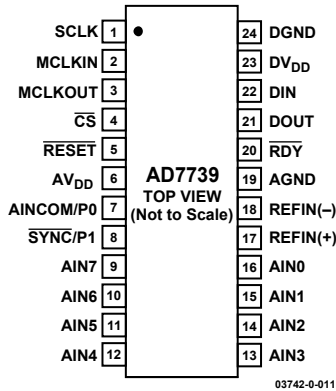 SCLK 1 24 DGND
MCLKIN 2 23 DVDD
MCLKOUT 3 22 DIN
CS 4 21 DOUT
RESET 5 20 RDY
AVDD 6 19 AGND
AINCOM/P0 7 18 REFIN(–)
SYNC/P1 8 17 REFIN(+)
AIN7 9 16 AIN0
AIN6 10 15 AIN1
AIN5 11 14 AIN2
AIN4 12 13 AIN3
AD7739
TOP VIEW
(Not to Scale)
03742-0-011